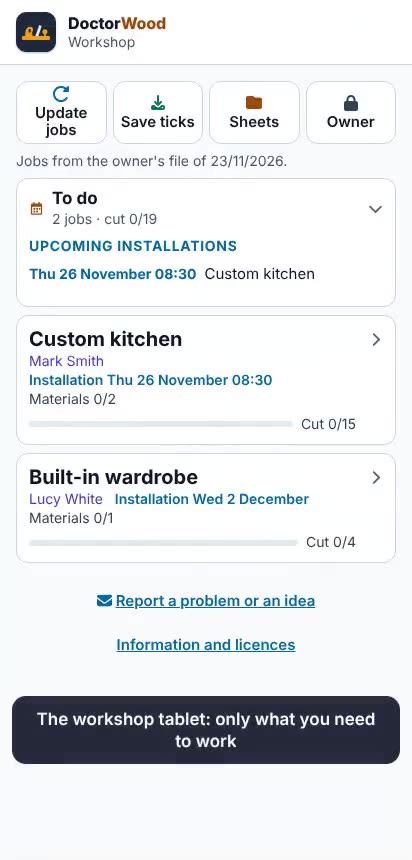 DoctorWood
Workshop
Update
jobs
Save ticks
Sheets
Owner
Jobs from the owner's file of 23/11/2026.
To do
2 jobs · cut 0/19
UPCOMING INSTALLATIONS
Thu 26 November 08:30 Custom kitchen
Custom kitchen
Mark Smith
Installation Thu 26 November 08:30
Materials 0/2
Cut 0/15
Built-in wardrobe
Lucy White Installation Wed 2 December
Materials 0/1
Cut 0/4
Report a problem or an idea
Information and licences
The workshop tablet: only what you need
to work